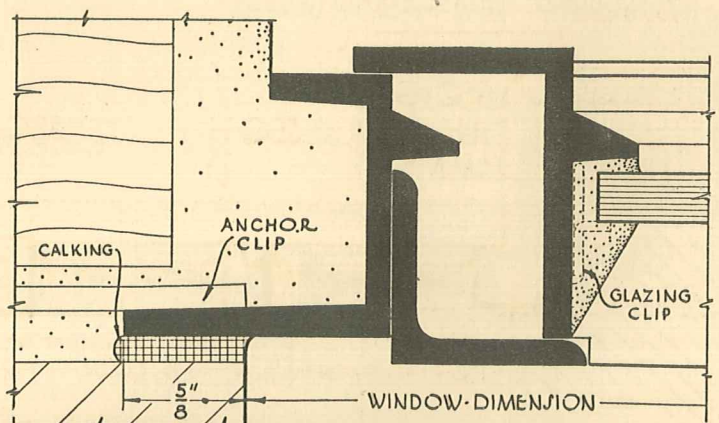 CALKING
ANCHOR
CLIP
GLAZING
CLIP
5"
8
WINDOW·DIMENSION